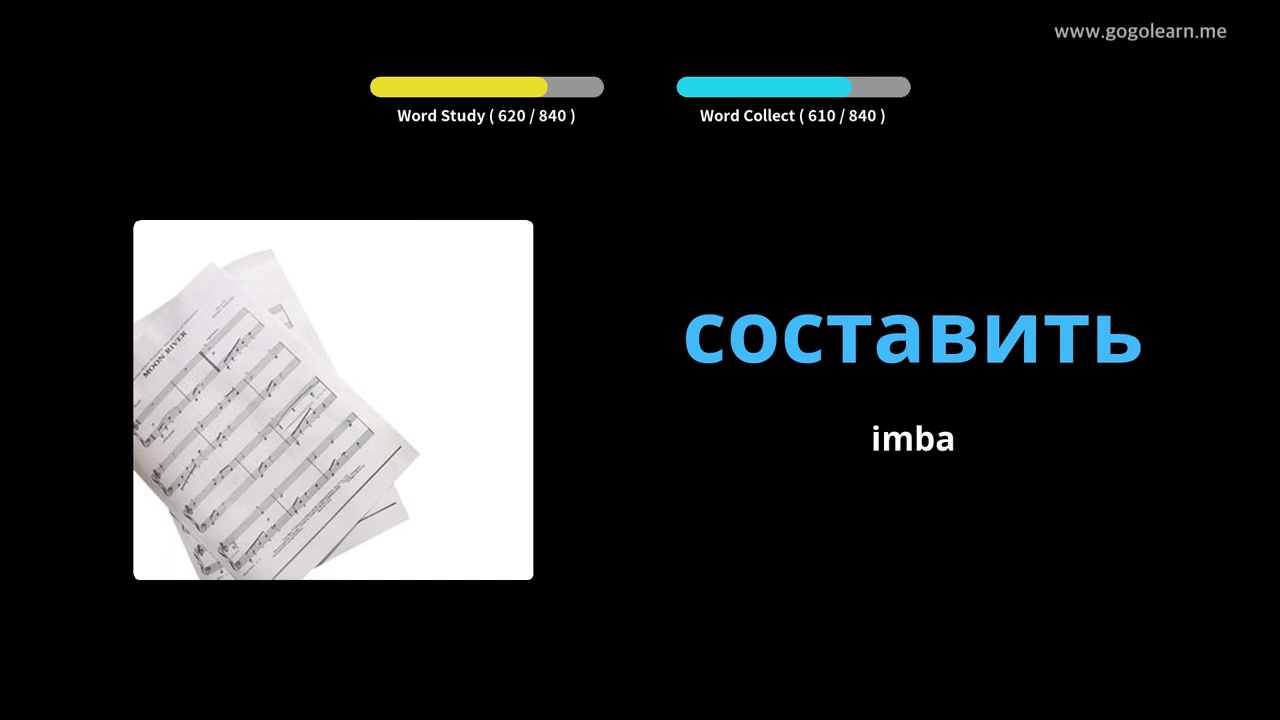 www.gogolearn.me
Word Study ( 620 / 840 )
Word Collect ( 610 / 840 )
MOON RIVER
составить
imba